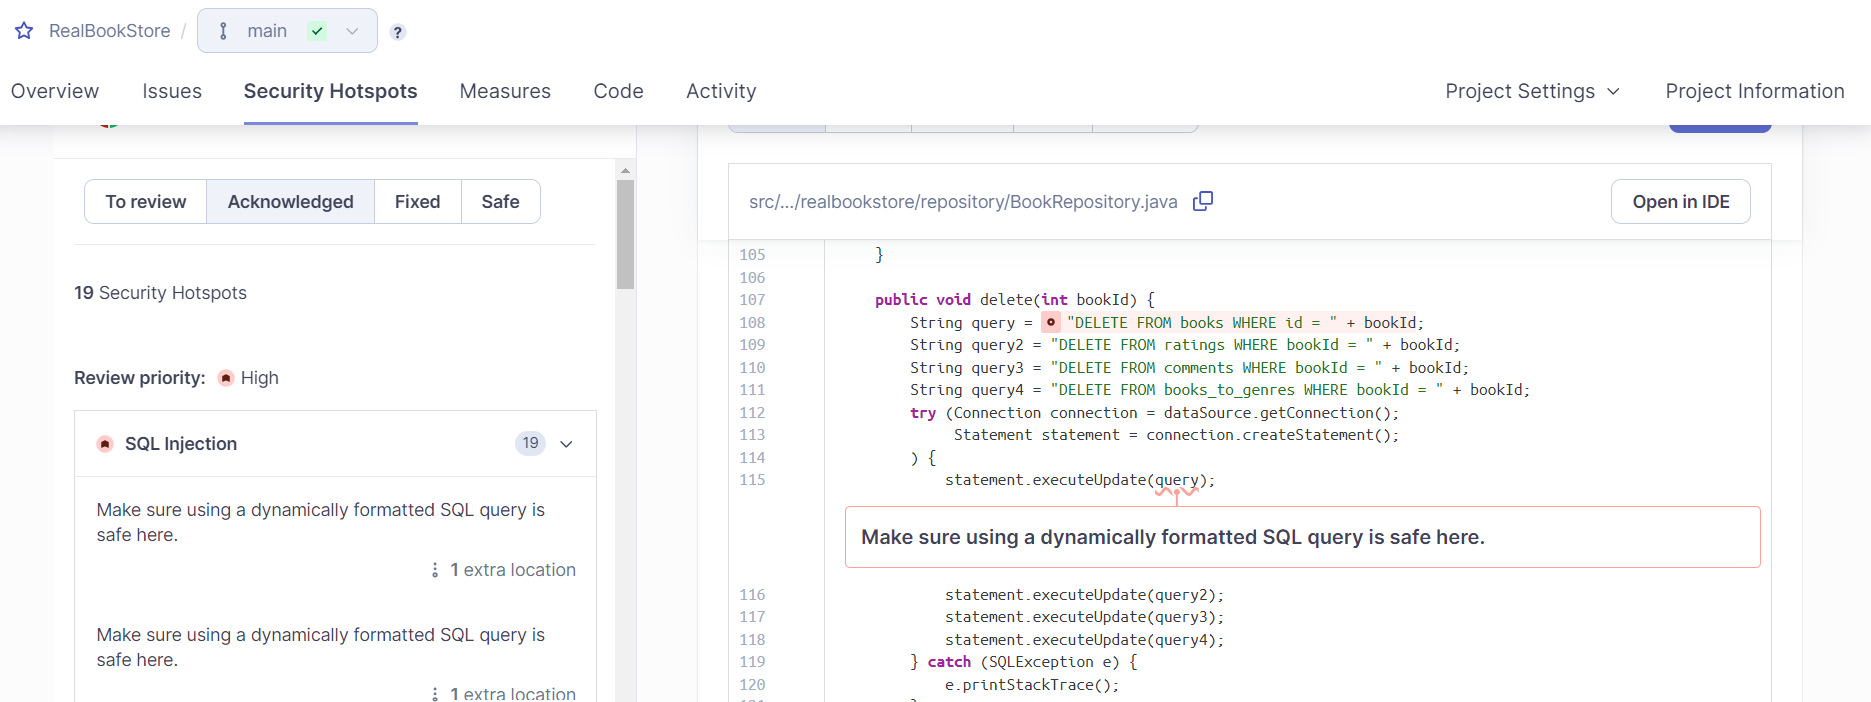 RealBookStore / main ?
Overview Issues Security Hotspots Measures Code Activity Project Settings Project Information
To review Acknowledged Fixed Safe
19 Security Hotspots
Review priority: High
SQL Injection 19
Make sure using a dynamically formatted SQL query is
safe here.
1 extra location
Make sure using a dynamically formatted SQL query is
safe here.
1 extra location
src/.../realbookstore/repository/BookRepository.java Open in IDE
105 }
106
107 public void delete(int bookId) {
108 String query = "DELETE FROM books WHERE id = " + bookId;
109 String query2 = "DELETE FROM ratings WHERE bookId = " + bookId;
110 String query3 = "DELETE FROM comments WHERE bookId = " + bookId;
111 String query4 = "DELETE FROM books_to_genres WHERE bookId = " + bookId;
112 try (Connection connection = dataSource.getConnection();
113 Statement statement = connection.createStatement();
114 ) {
115 statement.executeUpdate(query);
Make sure using a dynamically formatted SQL query is safe here.
116 statement.executeUpdate(query2);
117 statement.executeUpdate(query3);
118 statement.executeUpdate(query4);
119 } catch (SQLException e) {
120 e.printStackTrace();